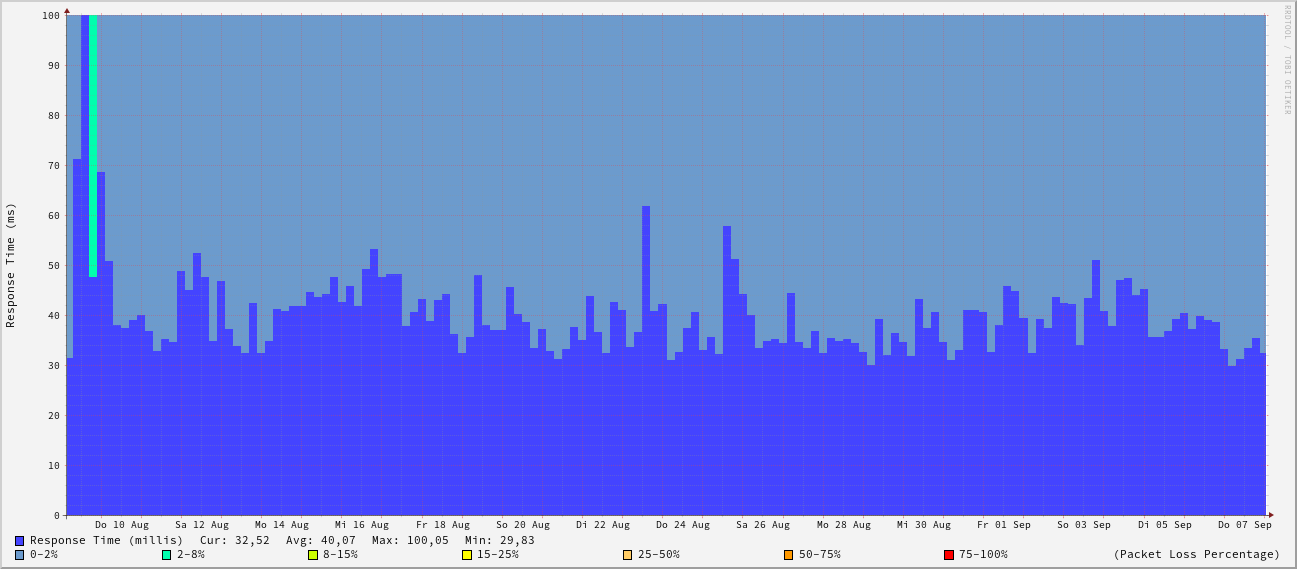 RRDTOOL / TOBI OETIKER
Response Time (ms)
100
90
80
70
60
50
40
30
20
10
0
Do 10 Aug Sa 12 Aug Mo 14 Aug Mi 16 Aug Fr 18 Aug So 20 Aug Di 22 Aug Do 24 Aug Sa 26 Aug Mo 28 Aug Mi 30 Aug Fr 01 Sep So 03 Sep Di 05 Sep Do 07 Sep
Response Time (millis) Cur: 32,52 Avg: 40,07 Max: 100,05 Min: 29,83
0-2% 2-8% 8-15% 15-25% 25-50% 50-75% 75-100% (Packet Loss Percentage)